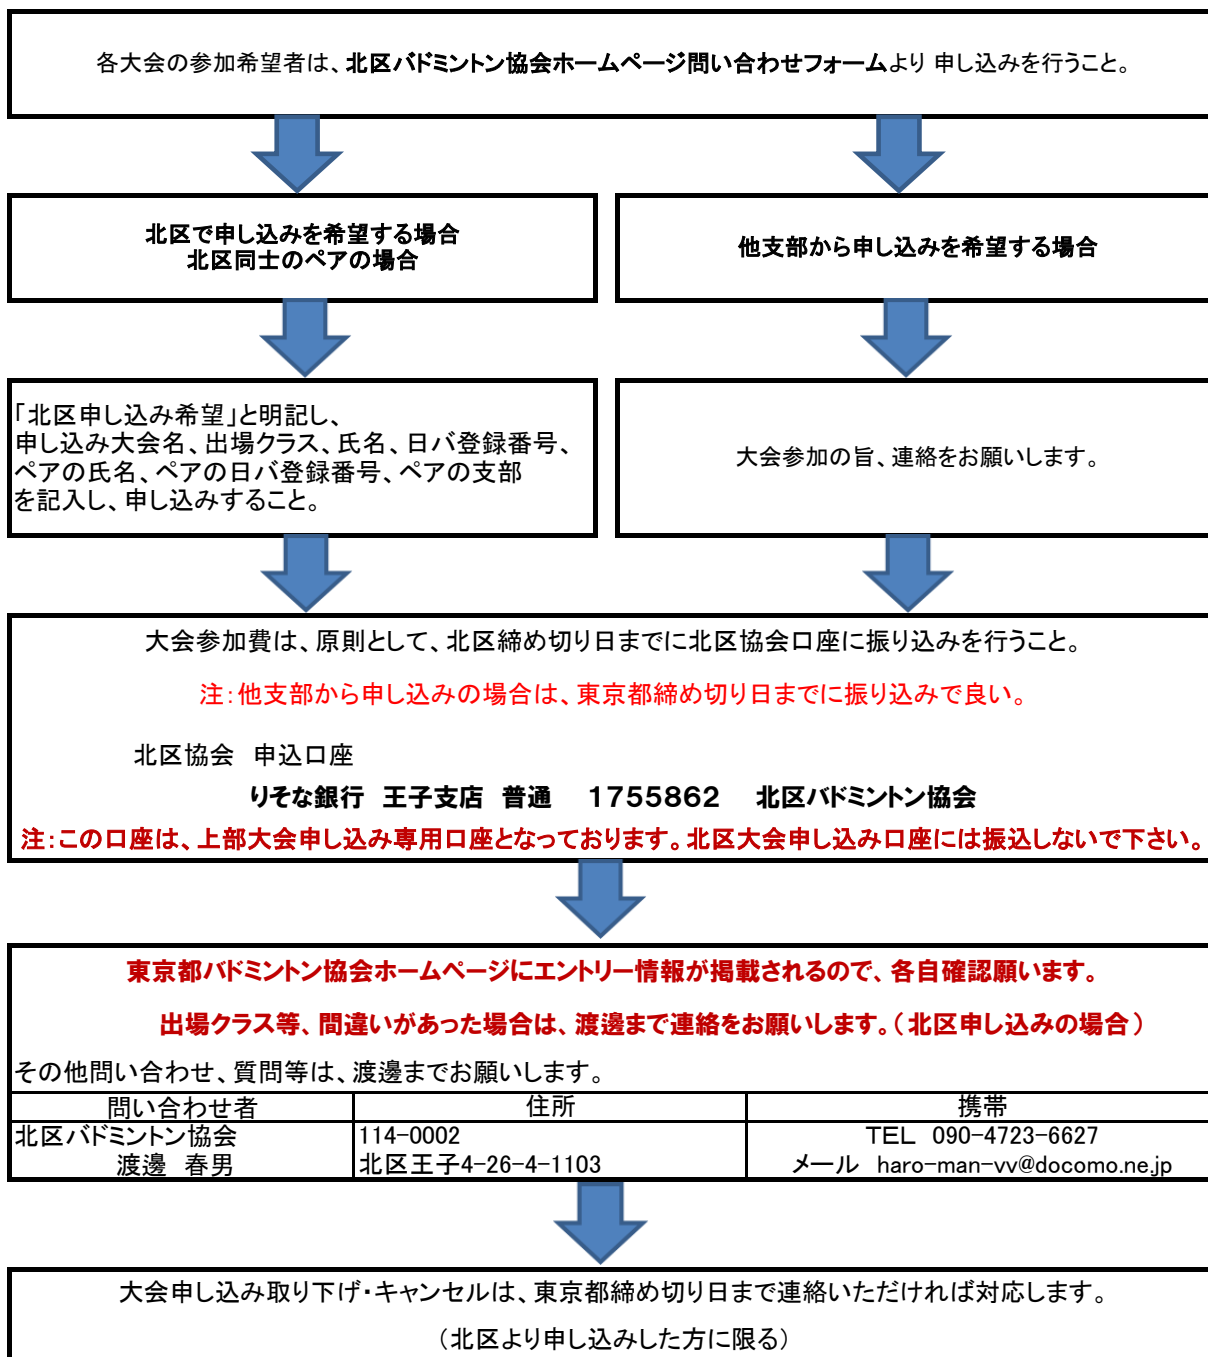 各大会の参加希望者は、北区バドミントン協会ホームページ問い合わせフォームより 申し込みを行うこと。
北区で申し込みを希望する場合
北区同士のペアの場合
他支部から申し込みを希望する場合
「北区申し込み希望」と明記し、
申し込み大会名、出場クラス、氏名、日バ登録番号、
ペアの氏名、ペアの日バ登録番号、ペアの支部
を記入し、申し込みすること。
大会参加の旨、連絡をお願いします。
大会参加費は、原則として、北区締め切り日までに北区協会口座に振り込みを行うこと。
注：他支部から申し込みの場合は、東京都締め切り日までに振り込みで良い。
北区協会　申込口座
りそな銀行　王子支店　普通　　１７５５８６２　　北区バドミントン協会
注：この口座は、上部大会申し込み専用口座となっております。北区大会申し込み口座には振込しないで下さい。
東京都バドミントン協会ホームページにエントリー情報が掲載されるので、各自確認願います。
出場クラス等、間違いがあった場合は、渡邊まで連絡をお願いします。（北区申し込みの場合）
その他問い合わせ、質問等は、渡邊までお願いします。
問い合わせ者　住所　携帯
北区バドミントン協会　114-0002　TEL　090-4723-6627
渡邊　春男　北区王子4-26-4-1103　メール　haro-man-vv@docomo.ne.jp
大会申し込み取り下げ・キャンセルは、東京都締め切り日まで連絡いただければ対応します。
（北区より申し込みした方に限る）